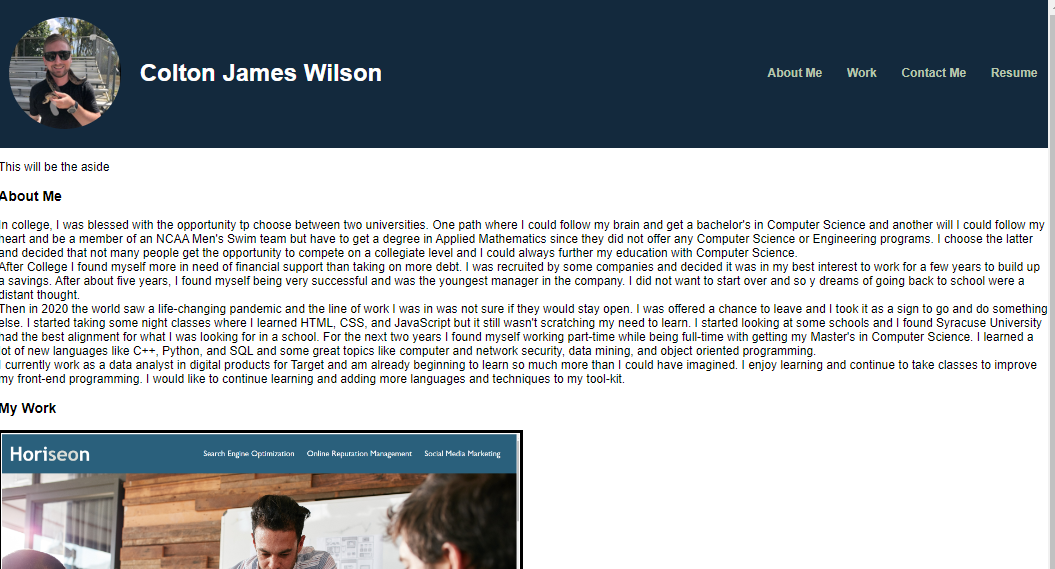 Colton James Wilson
About Me Work Contact Me Resume
This will be the aside
About Me
In college, I was blessed with the opportunity tp choose between two universities. One path where I could follow my brain and get a bachelor's in Computer Science and another will I could follow my
heart and be a member of an NCAA Men's Swim team but have to get a degree in Applied Mathematics since they did not offer any Computer Science or Engineering programs. I choose the latter
and decided that not many people get the opportunity to compete on a collegiate level and I could always further my education with Computer Science.
After College I found myself more in need of financial support than taking on more debt. I was recruited by some companies and decided it was in my best interest to work for a few years to build up
a savings. After about five years, I found myself being very successful and was the youngest manager in the company. I did not want to start over and so y dreams of going back to school were a
distant thought.
Then in 2020 the world saw a life-changing pandemic and the line of work I was in was not sure if they would stay open. I was offered a chance to leave and I took it as a sign to go and do something
else. I started taking some night classes where I learned HTML, CSS, and JavaScript but it still wasn't scratching my need to learn. I started looking at some schools and I found Syracuse University
had the best alignment for what I was looking for in a school. For the next two years I found myself working part-time while being full-time with getting my Master's in Computer Science. I learned a
lot of new languages like C++, Python, and SQL and some great topics like computer and network security, data mining, and object oriented programming.
I currently work as a data analyst in digital products for Target and am already beginning to learn so much more than I could have imagined. I enjoy learning and continue to take classes to improve
my front-end programming. I would like to continue learning and adding more languages and techniques to my tool-kit.
My Work
Horiseon
Search Engine Optimization Online Reputation Management Social Media Marketing